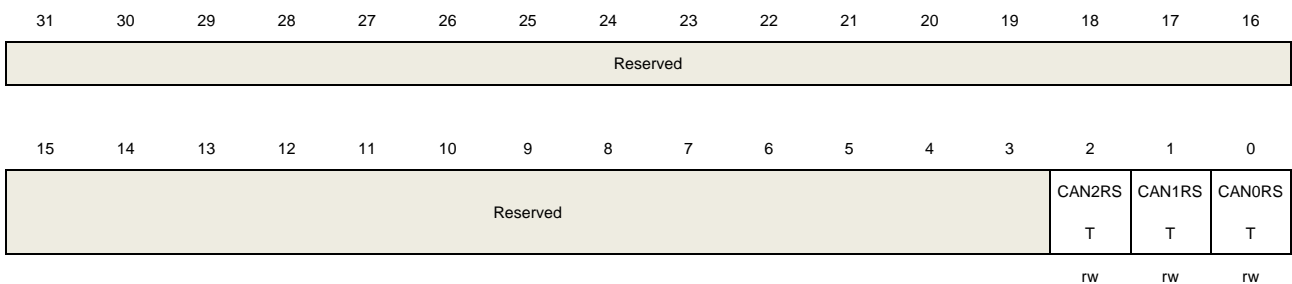 31 30 29 28 27 26 25 24 23 22 21 20 19 18 17 16
Reserved
15 14 13 12 11 10 9 8 7 6 5 4 3 2 1 0
Reserved
CAN2RS CAN1RS CAN0RS
T T T
rw rw rw